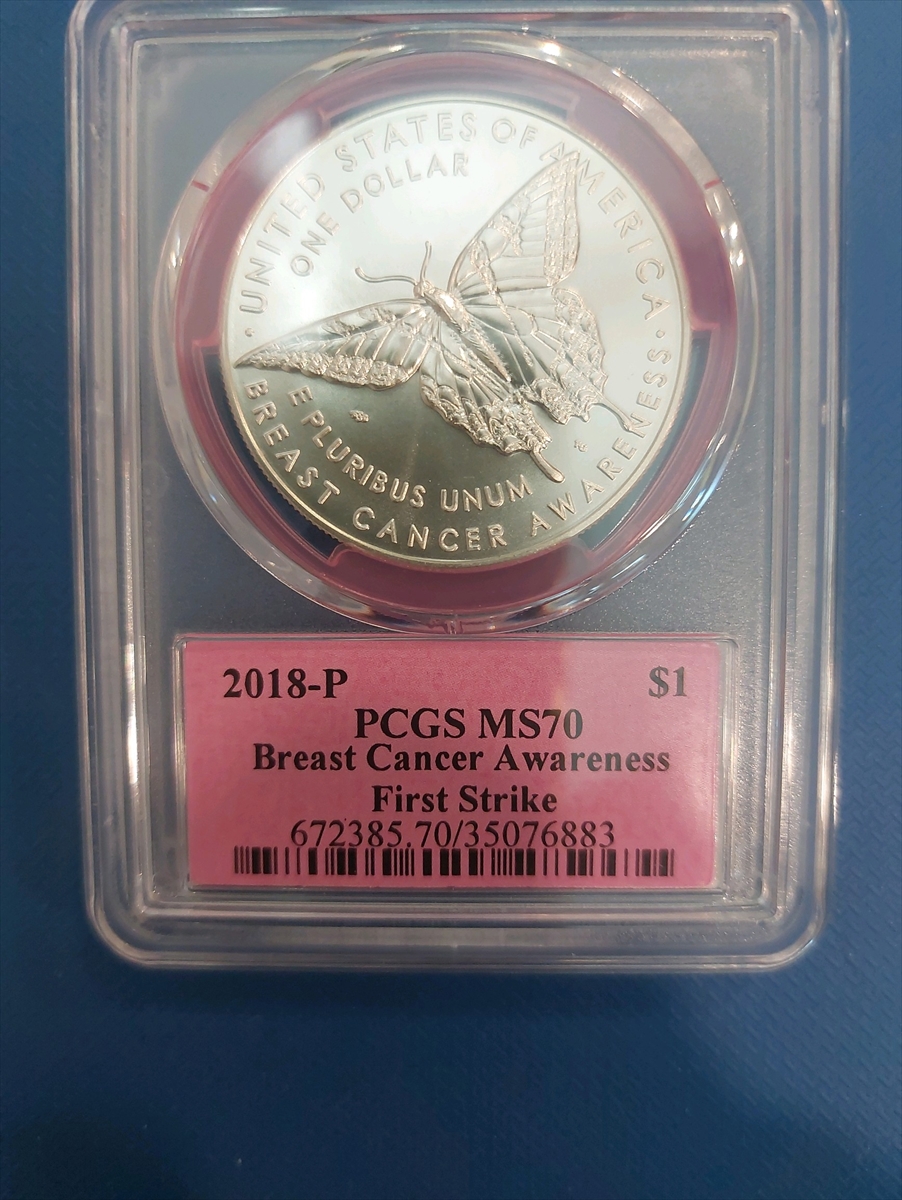 · UNITED STATES OF AMERICA ·
ONE DOLLAR
E PLURIBUS UNUM
BREAST CANCER AWARENESS
2018-P $1
PCGS MS70
Breast Cancer Awareness
First Strike
672385.70/35076883